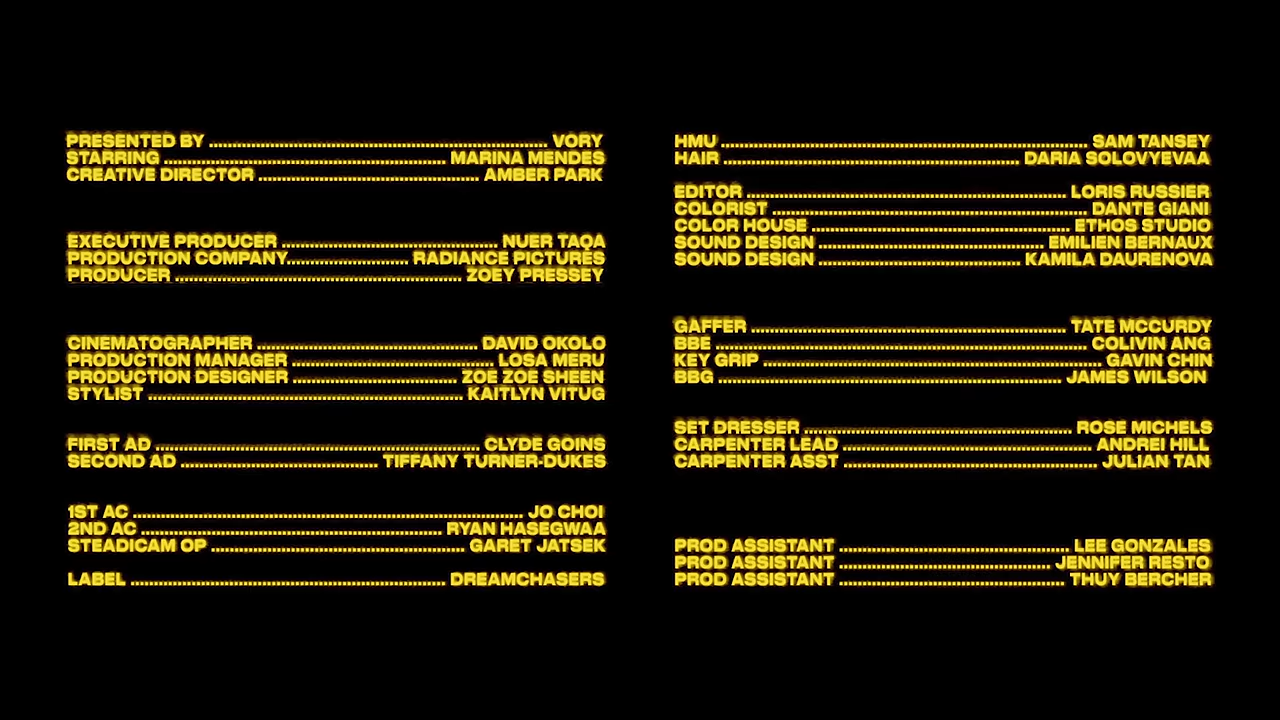 PRESENTED BY ........................................................................ VORY
STARRING ............................................................ MARINA MENDES
CREATIVE DIRECTOR ............................................... AMBER PARK
EXECUTIVE PRODUCER .............................................. NUER TAQA
PRODUCTION COMPANY.......................... RADIANCE PICTURES
PRODUCER ............................................................. ZOEY PRESSEY
CINEMATOGRAPHER ............................................... DAVID OKOLO
PRODUCTION MANAGER ........................................... LOSA MERU
PRODUCTION DESIGNER ................................... ZOE ZOE SHEEN
STYLIST ................................................................... KAITLYN VITUG
FIRST AD ..................................................................... CLYDE GOINS
SECOND AD .......................................... TIFFANY TURNER-DUKES
1ST AC ................................................................................... JO CHOI
2ND AC ................................................................ RYAN HASEGWAA
STEADICAM OP ...................................................... GARET JATSEK
LABEL ................................................................... DREAMCHASERS
HMU .............................................................................. SAM TANSEY
HAIR ............................................................... DARIA SOLOVYEVAA
EDITOR .................................................................... LORIS RUSSIER
COLORIST ................................................................... DANTE GIANI
COLOR HOUSE ....................................................... ETHOS STUDIO
SOUND DESIGN ................................................ EMILIEN BERNAUX
SOUND DESIGN ........................................... KAMILA DAURENOVA
GAFFER ................................................................... TATE MCCURDY
BBE ............................................................................... COLIVIN ANG
KEY GRIP ........................................................................ GAVIN CHIN
BBG ......................................................................... JAMES WILSON
SET DRESSER ......................................................... ROSE MICHELS
CARPENTER LEAD ..................................................... ANDREI HILL
CARPENTER ASST ...................................................... JULIAN TAN
PROD ASSISTANT ................................................. LEE GONZALES
PROD ASSISTANT ............................................. JENNIFER RESTO
PROD ASSISTANT ................................................ THUY BERCHER